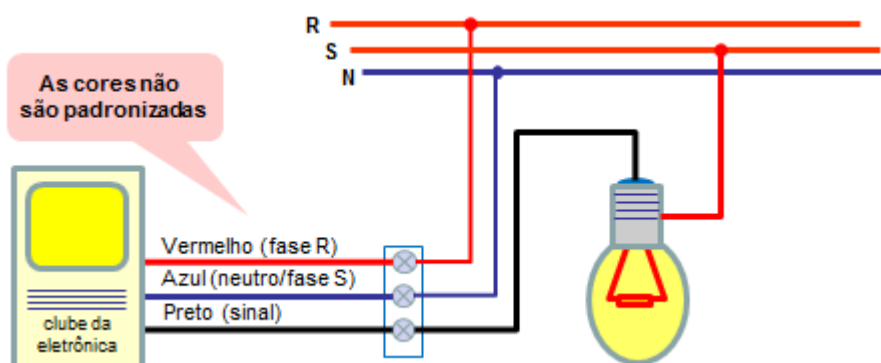 R
S
N
As cores não
são padronizadas
Vermelho (fase R)
Azul (neutro/fase S)
Preto (sinal)
clube da
eletrônica